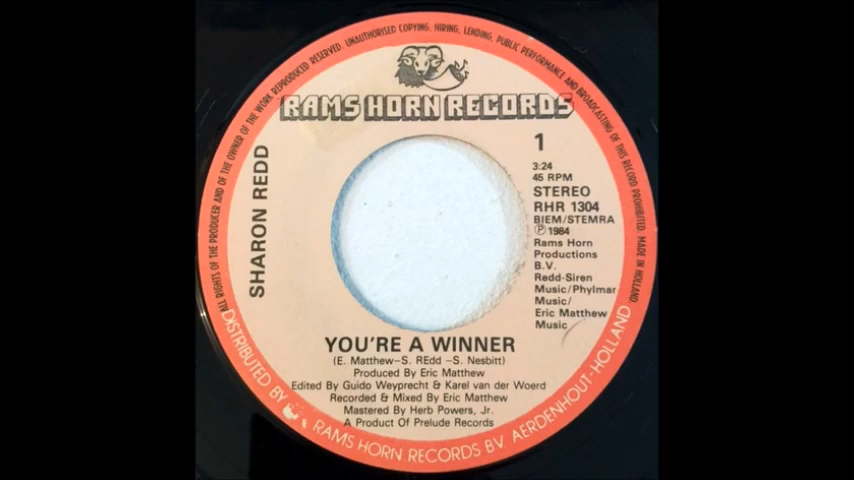 ALL RIGHTS OF THE PRODUCER AND OF THE OWNER OF THE WORK REPRODUCED RESERVED. UNAUTHORISED COPYING, HIRING, LENDING, PUBLIC PERFORMANCE AND BROADCASTING OF THIS RECORD PROHIBITED. MADE IN HOLLAND.
RAMS HORN RECORDS
SHARON REDD
1
3:24
45 RPM
STEREO
RHR 1304
BIEM/STEMRA
Ⓟ 1984
Rams Horn
Productions
B.V.
Redd-Siren
Music/Phylmar
Music/
Eric Matthew
Music
YOU'RE A WINNER
(E. Matthew–S. REdd –S. Nesbitt)
Produced By Eric Matthew
Edited By Guido Weyprecht & Karel van der Woerd
Recorded & Mixed By Eric Matthew
Mastered By Herb Powers, Jr.
A Product Of Prelude Records
DISTRIBUTED BY RAMS HORN RECORDS BV. AERDENHOUT-HOLLAND